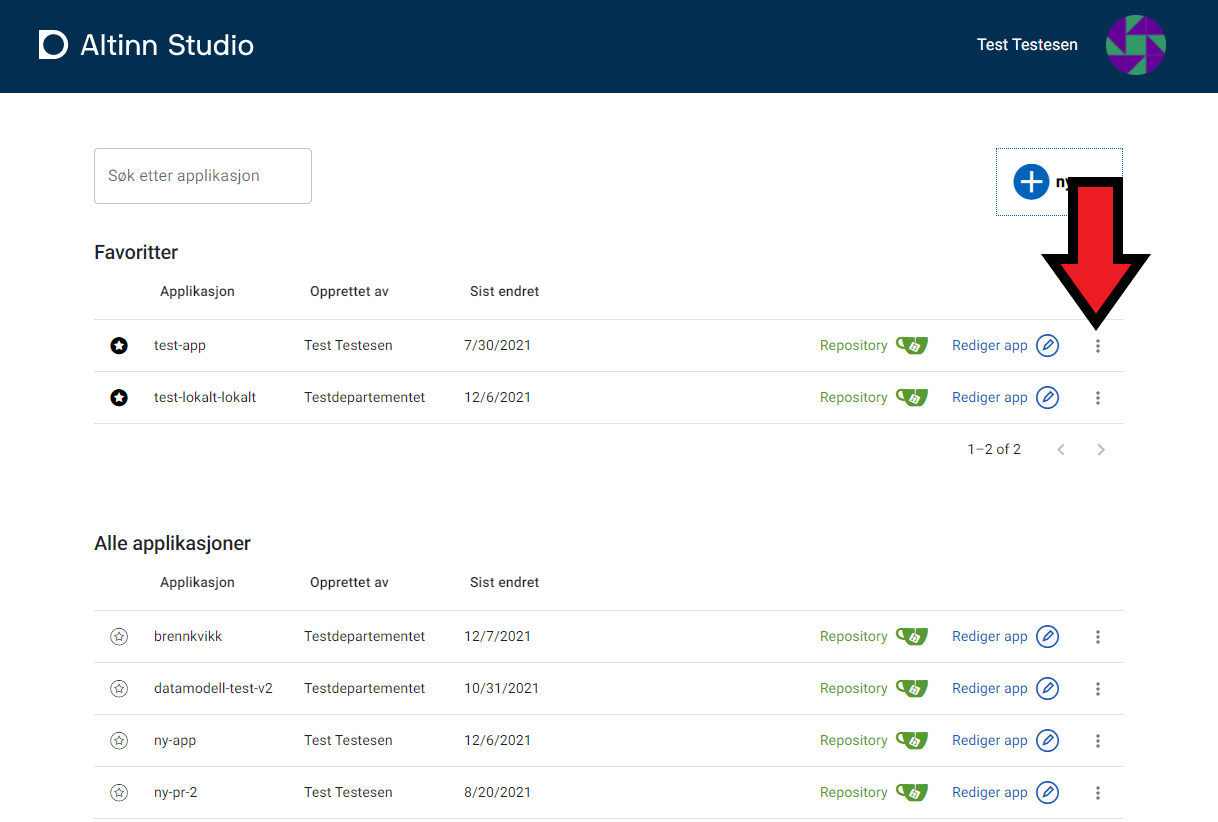 Altinn Studio
Test Testesen
Søk etter applikasjon
Favoritter
Applikasjon Opprettet av Sist endret
test-app Test Testesen 7/30/2021 Repository Rediger app
test-lokalt-lokalt Testdepartementet 12/6/2021 Repository Rediger app
1–2 of 2
Alle applikasjoner
Applikasjon Opprettet av Sist endret
brennkvikk Testdepartementet 12/7/2021 Repository Rediger app
datamodell-test-v2 Testdepartementet 10/31/2021 Repository Rediger app
ny-app Test Testesen 12/6/2021 Repository Rediger app
ny-pr-2 Test Testesen 8/20/2021 Repository Rediger app